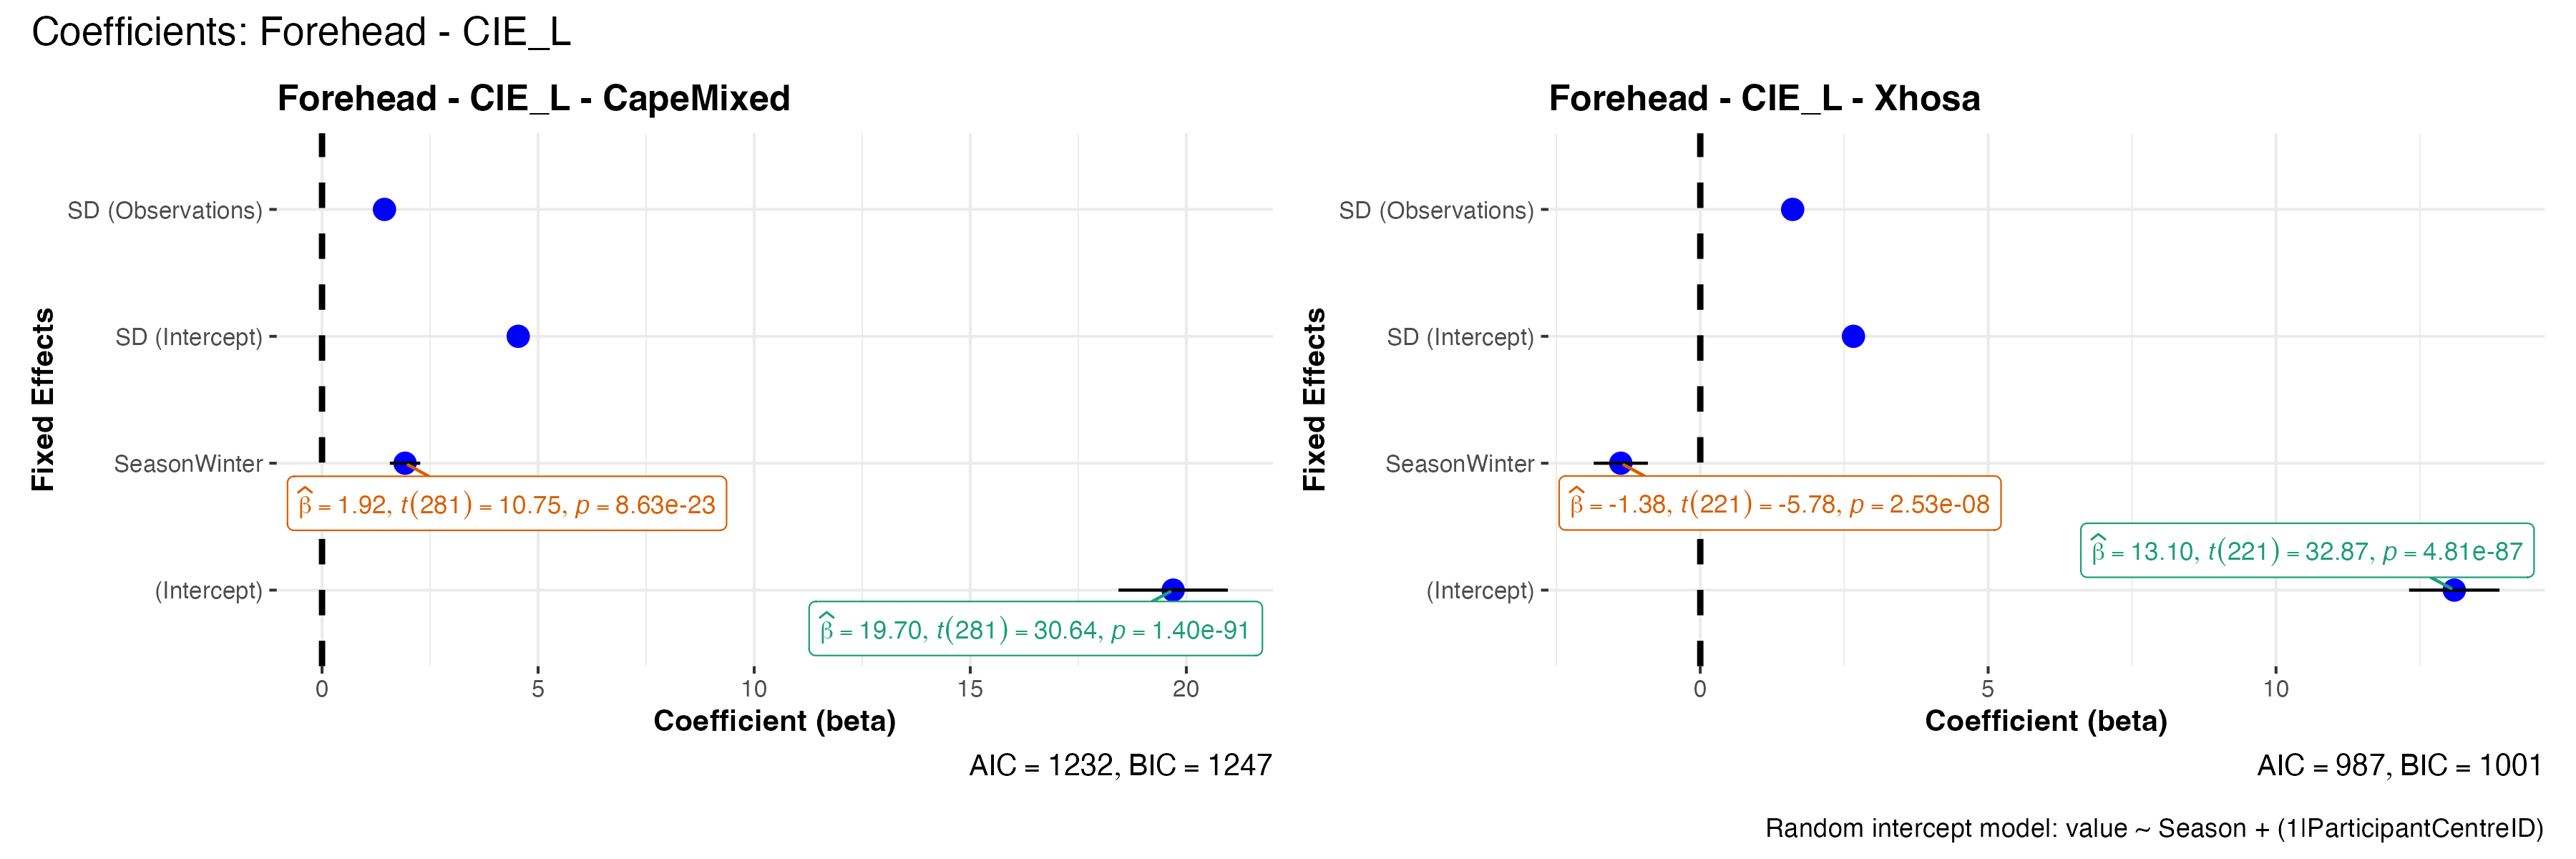 Coefficients: Forehead - CIE_L
Forehead - CIE_L - CapeMixed
Fixed Effects
SD (Observations)
SD (Intercept)
SeasonWinter
(Intercept)
β̂ = 1.92, t(281) = 10.75, p = 8.63e-23
β̂ = 19.70, t(281) = 30.64, p = 1.40e-91
0 5 10 15 20
Coefficient (beta)
AIC = 1232, BIC = 1247
Forehead - CIE_L - Xhosa
Fixed Effects
SD (Observations)
SD (Intercept)
SeasonWinter
(Intercept)
β̂ = -1.38, t(221) = -5.78, p = 2.53e-08
β̂ = 13.10, t(221) = 32.87, p = 4.81e-87
0 5 10
Coefficient (beta)
AIC = 987, BIC = 1001
Random intercept model: value ~ Season + (1|ParticipantCentreID)